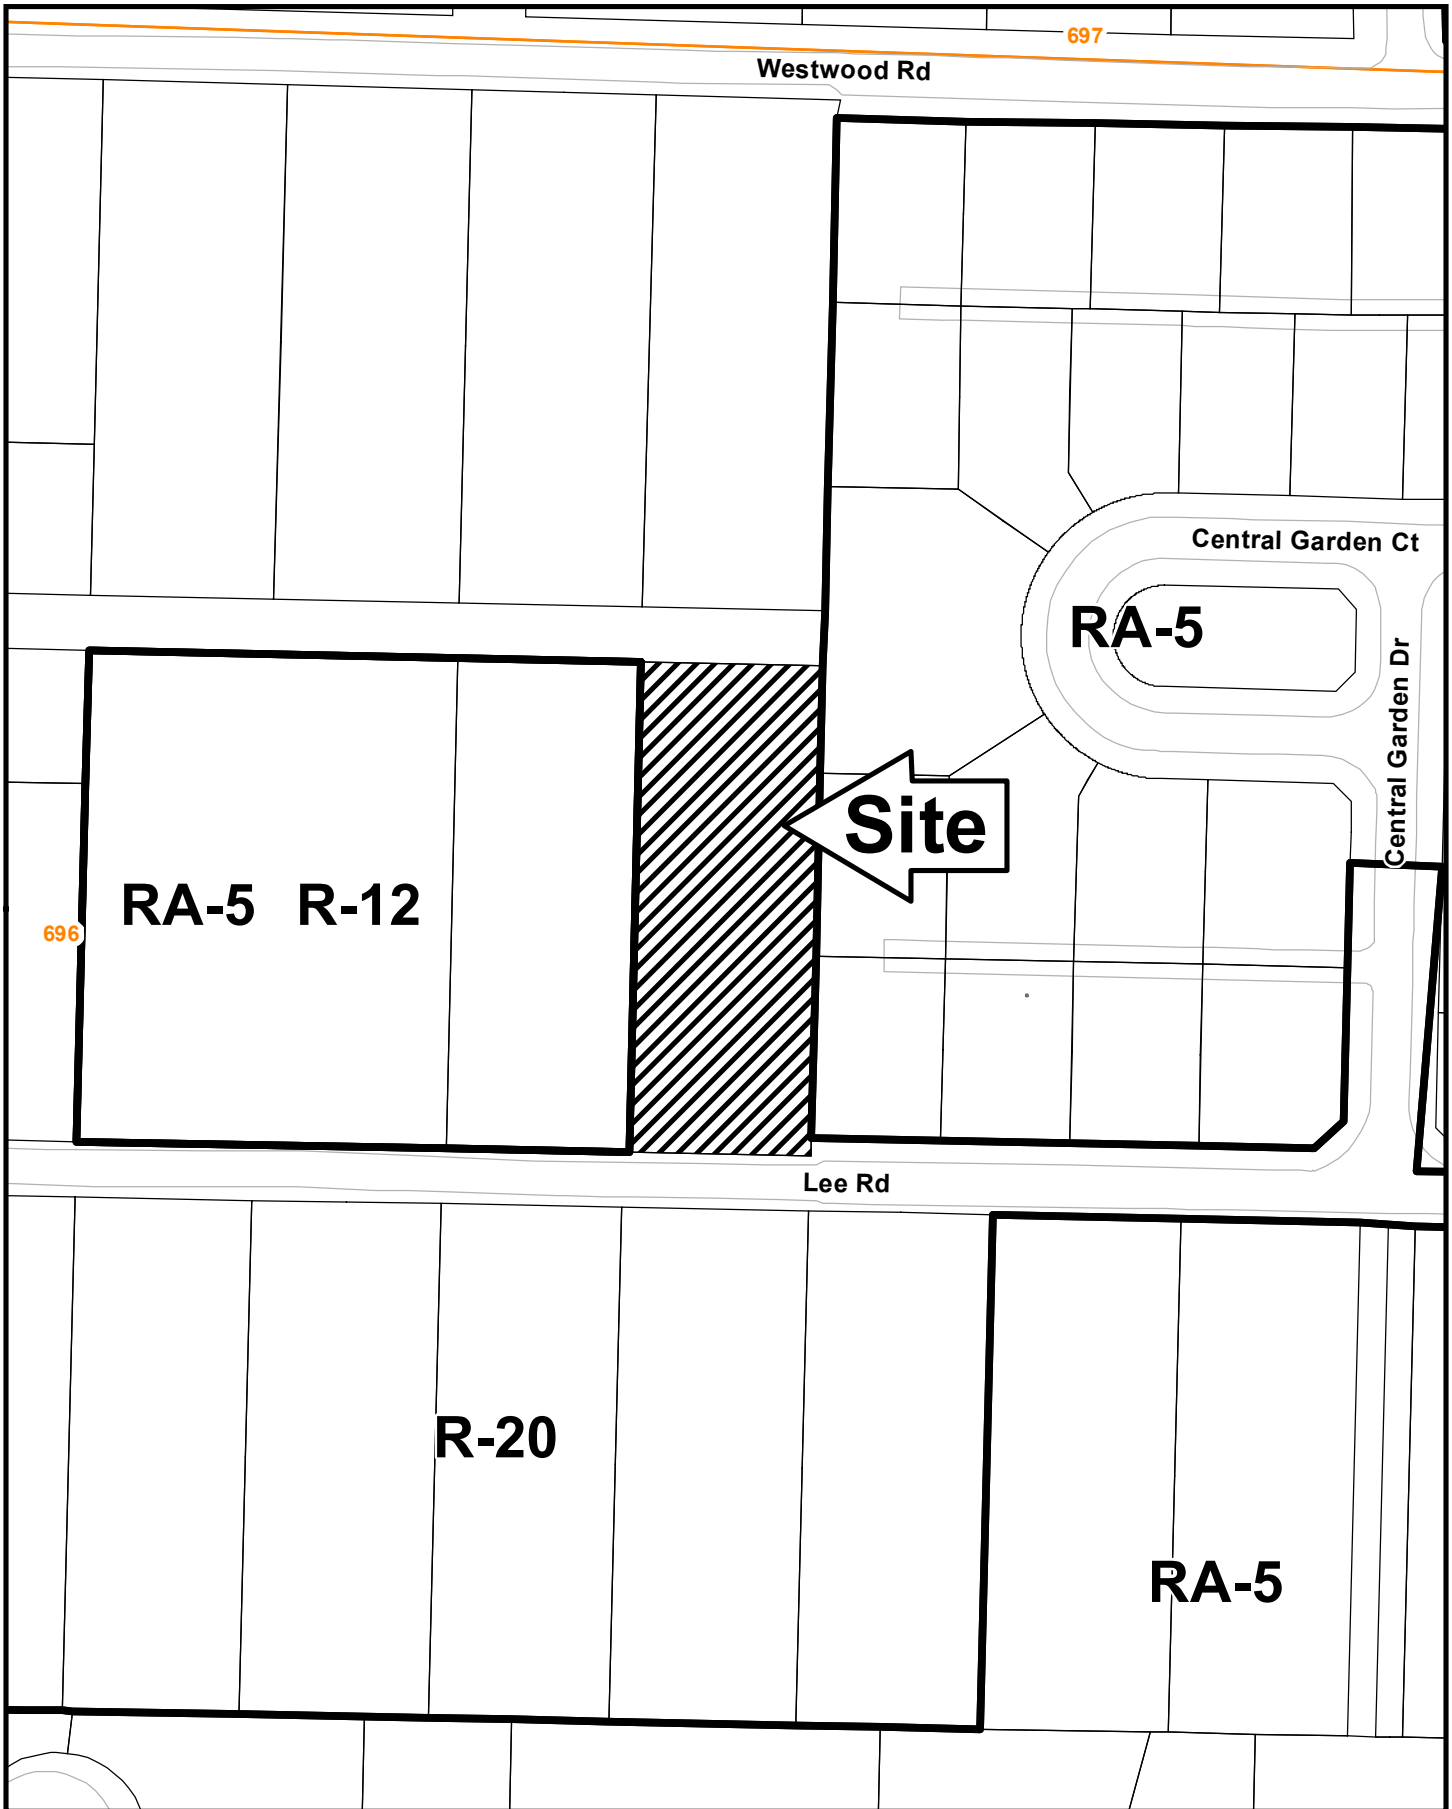 697
Westwood Rd
Central Garden Ct
RA-5
Central Garden Dr
Site
RA-5 R-12
696
Lee Rd
R-20
RA-5